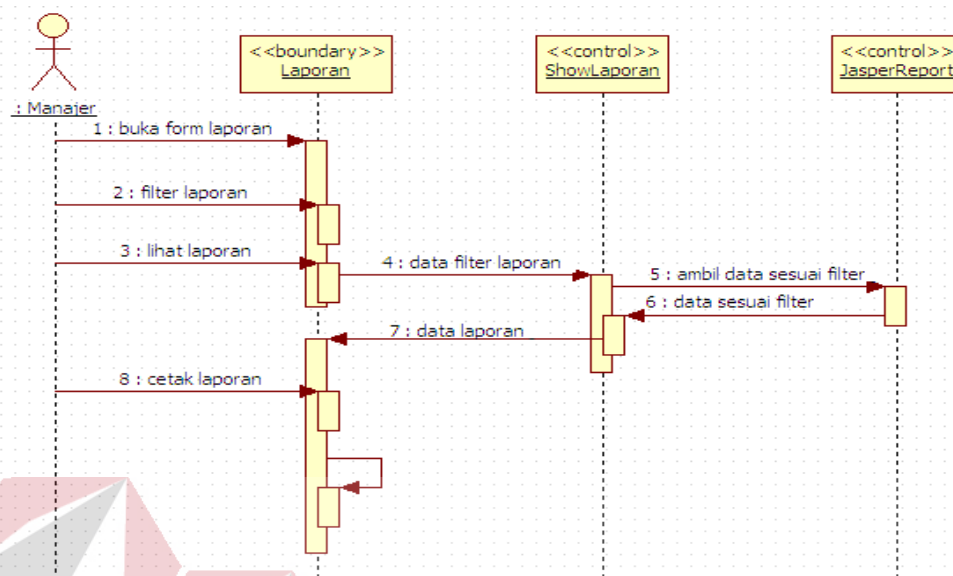 <<boundary>>
Laporan
<<control>>
ShowLaporan
<<control>>
JasperReport
: Manajer
1 : buka form laporan
2 : filter laporan
3 : lihat laporan
4 : data filter laporan
5 : ambil data sesuai filter
6 : data sesuai filter
7 : data laporan
8 : cetak laporan